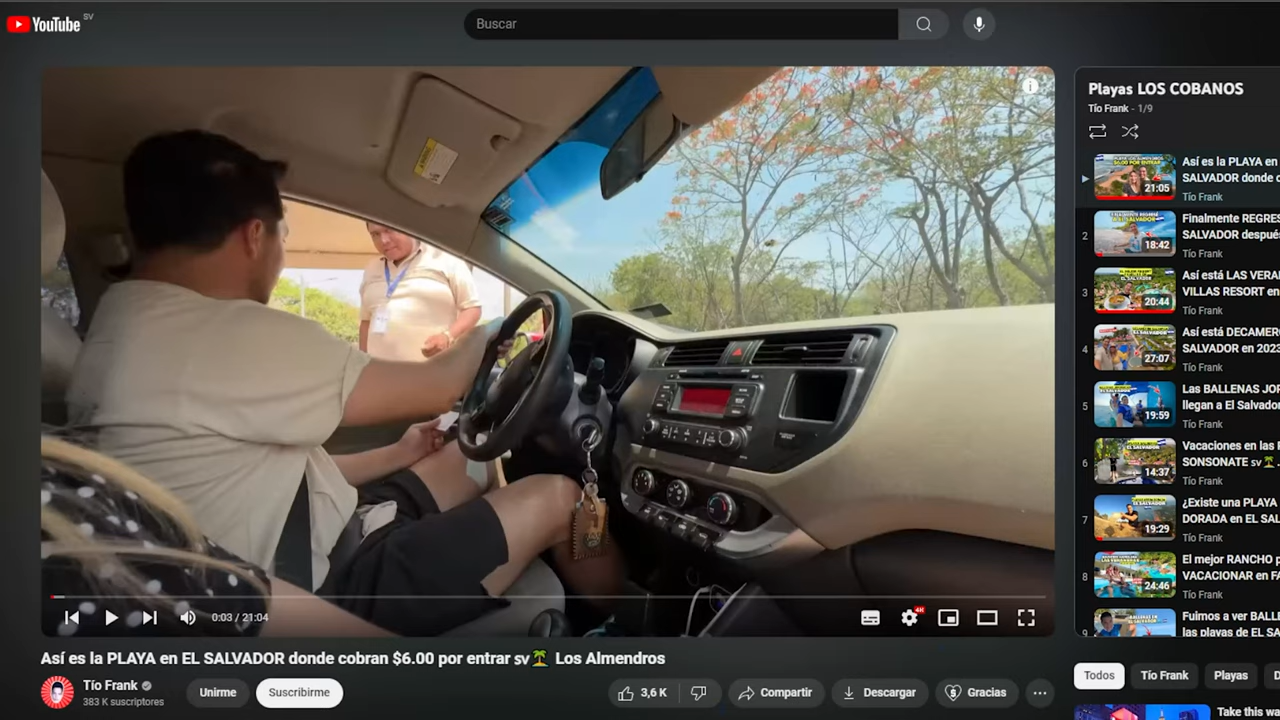 YouTube SV
Buscar
Playas LOS COBANOS
Tío Frank - 1/9
Así es la PLAYA en
SALVADOR donde c
Tío Frank
21:05
2
Finalmente REGRES
SALVADOR después
Tío Frank
18:42
3
Así está LAS VERAN
VILLAS RESORT en
Tío Frank
20:44
4
Así está DECAMER
SALVADOR en 2023
Tío Frank
27:07
5
Las BALLENAS JOR
llegan a El Salvador
Tío Frank
19:59
6
Vacaciones en las P
SONSONATE sv🌴
Tío Frank
14:37
7
¿Existe una PLAYA
DORADA en EL SAL
Tío Frank
19:29
8
El mejor RANCHO p
VACACIONAR en FA
Tío Frank
24:46
9
Fuimos a ver BALLE
las playas de EL SA
0:03 / 21:04
4K
Así es la PLAYA en EL SALVADOR donde cobran $6.00 por entrar sv🌴 Los Almendros
Tío Frank
383 K suscriptores
Unirme
Suscribirme
3,6 K
Compartir
Descargar
Gracias
Todos
Tío Frank
Playas
Take this wa